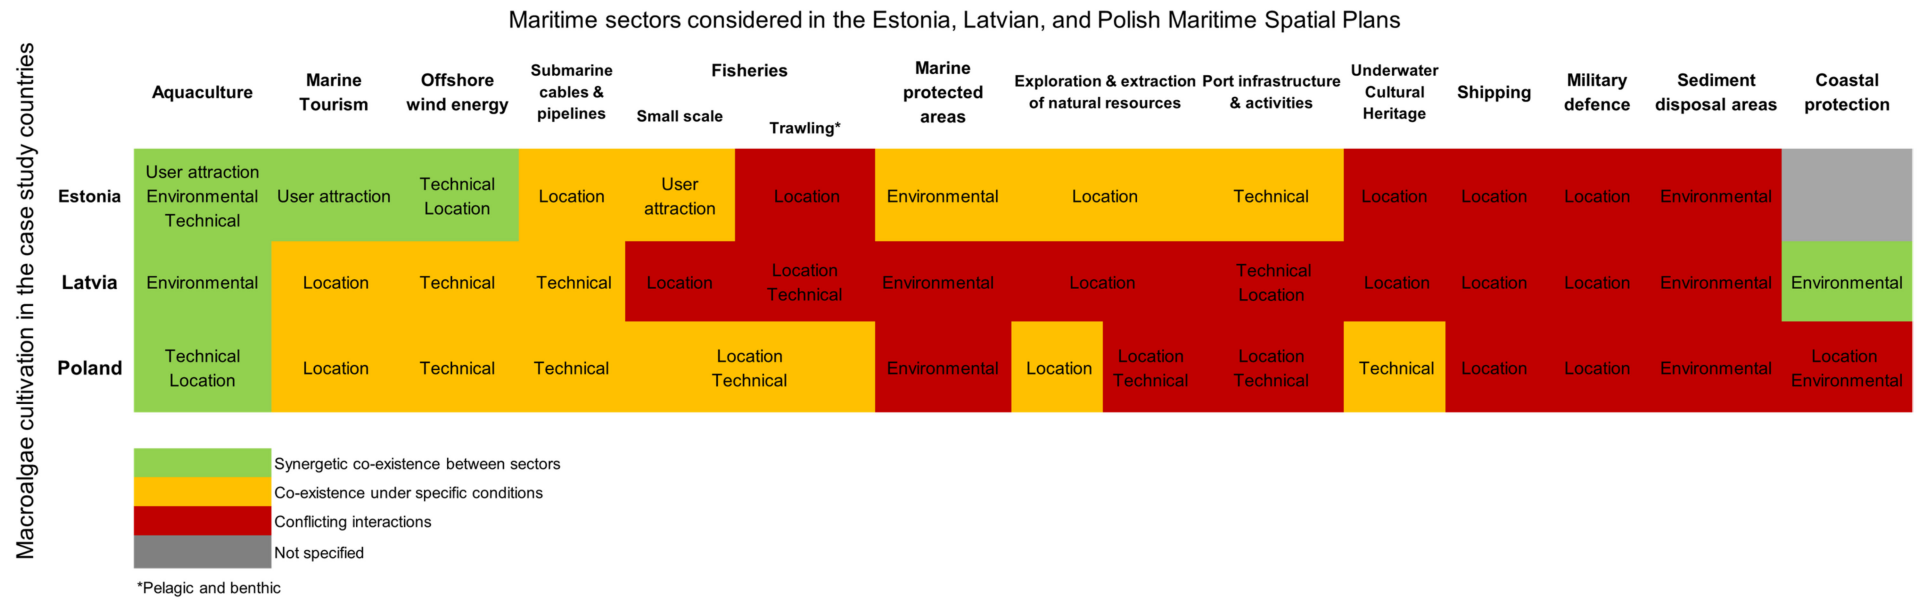 Maritime sectors considered in the Estonia, Latvian, and Polish Maritime Spatial Plans
Macroalgae cultivation in the case study countries
Aquaculture
Marine
Tourism
Offshore
wind energy
Submarine
cables &
pipelines
Fisheries
Small scale
Trawling*
Marine
protected
areas
Exploration & extraction
of natural resources
Port infrastructure
& activities
Underwater
Cultural
Heritage
Shipping
Military
defence
Sediment
disposal areas
Coastal
protection
Estonia
User attraction
Environmental
Technical
User attraction
Technical
Location
Location
User
attraction
Location
Environmental
Location
Technical
Location
Location
Location
Environmental
Latvia
Environmental
Location
Technical
Technical
Location
Location
Technical
Environmental
Location
Technical
Location
Location
Location
Location
Environmental
Environmental
Poland
Technical
Location
Location
Technical
Technical
Location
Technical
Environmental
Location
Location
Technical
Location
Technical
Technical
Location
Location
Environmental
Location
Environmental
Synergetic co-existence between sectors
Co-existence under specific conditions
Conflicting interactions
Not specified
*Pelagic and benthic